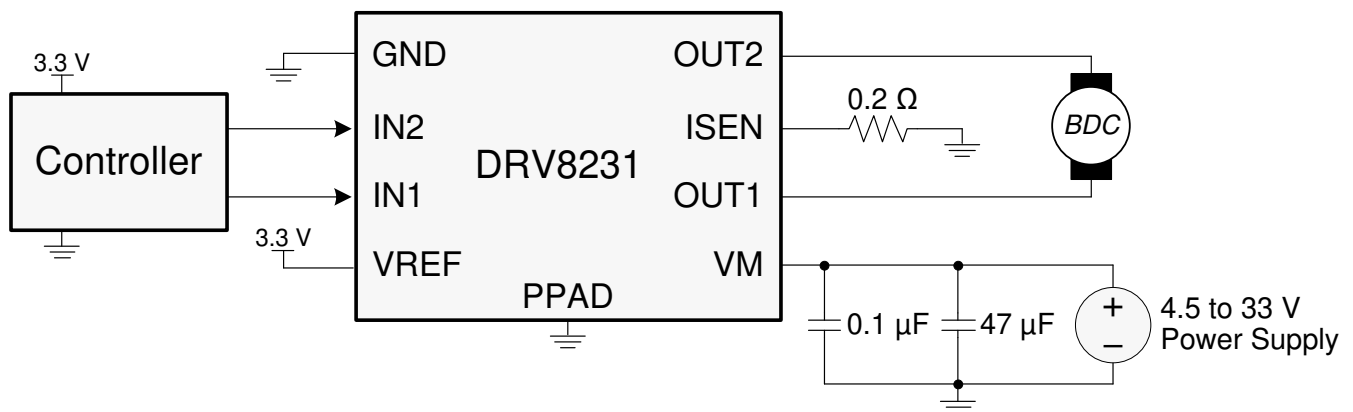 3.3 V
Controller
GND
IN2
IN1
3.3 V
VREF
DRV8231
PPAD
OUT2
ISEN
OUT1
VM
0.2 Ω
BDC
0.1 µF
47 µF
+
–
4.5 to 33 V
Power Supply